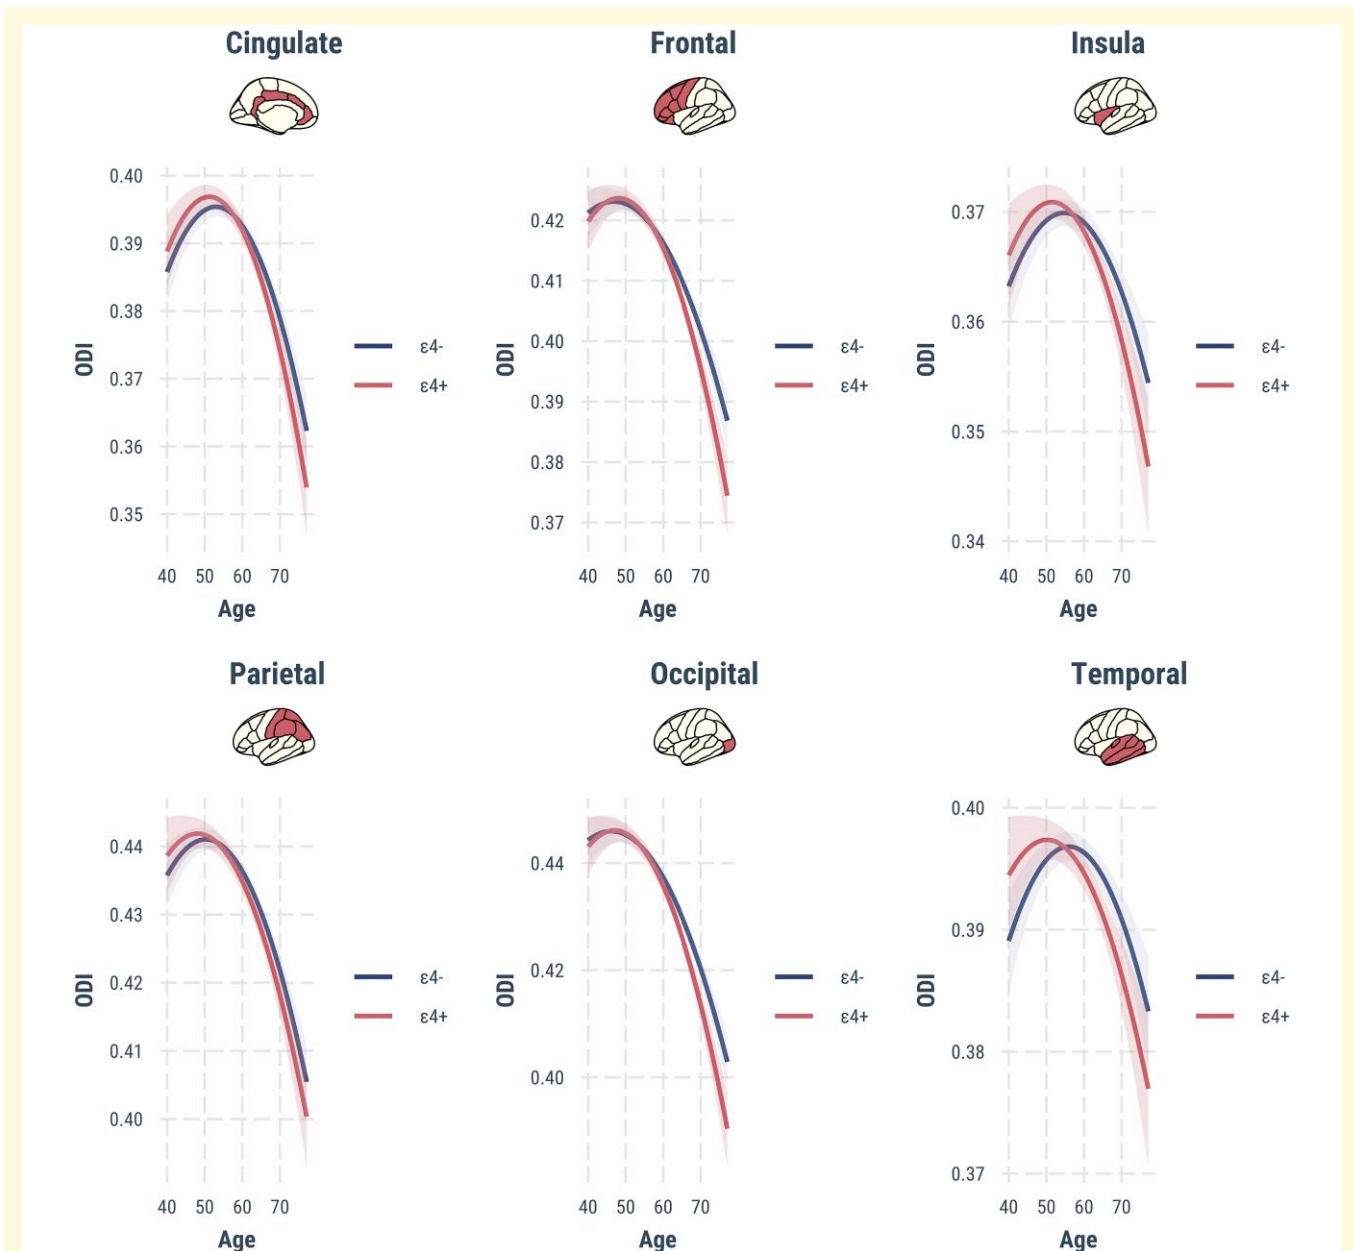 Cingulate
0.40
0.39
0.38
0.37
0.36
0.35
ODI
40 50 60 70
Age
ε4-
ε4+
Frontal
0.42
0.41
0.40
0.39
0.38
0.37
ODI
40 50 60 70
Age
ε4-
ε4+
Insula
0.37
0.36
0.35
0.34
ODI
40 50 60 70
Age
ε4-
ε4+
Parietal
0.44
0.43
0.42
0.41
0.40
ODI
40 50 60 70
Age
ε4-
ε4+
Occipital
0.44
0.42
0.40
ODI
40 50 60 70
Age
ε4-
ε4+
Temporal
0.40
0.39
0.38
0.37
ODI
40 50 60 70
Age
ε4-
ε4+